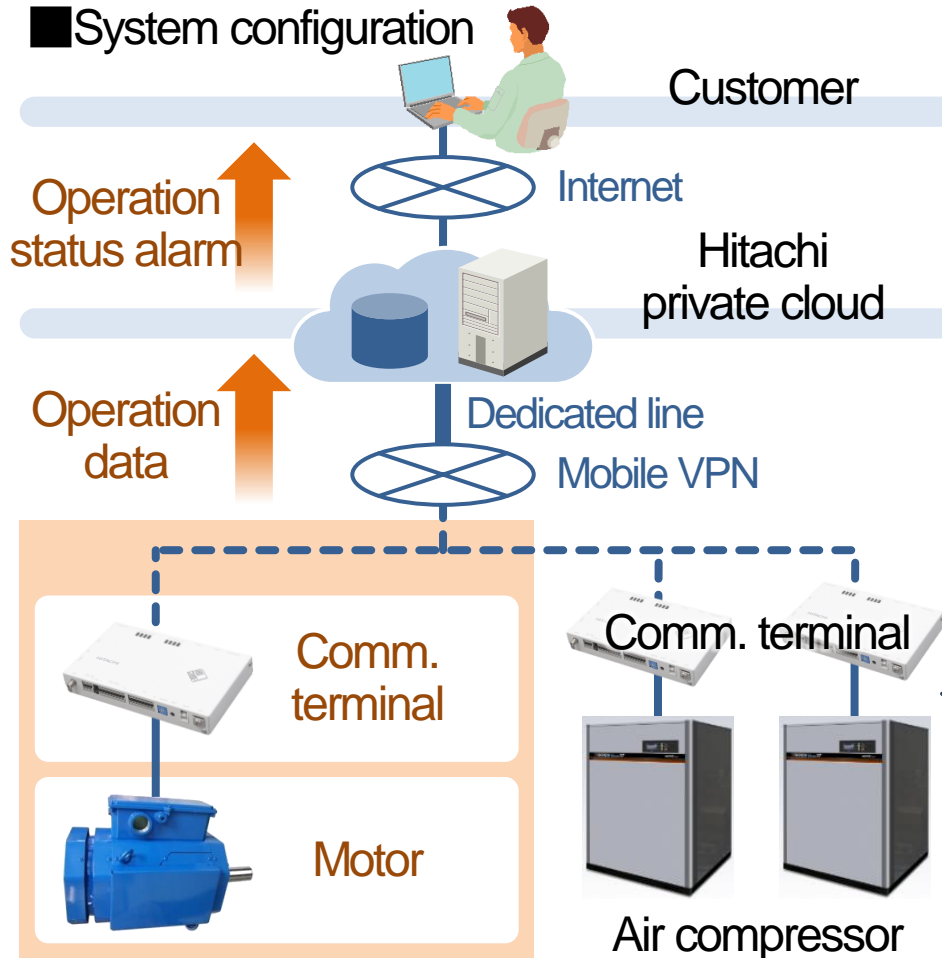 ■System configuration
Customer
Internet
Operation
status alarm
Hitachi
private cloud
Operation
data
Dedicated line
Mobile VPN
Comm.
terminal
Comm. terminal
Motor
Air compressor